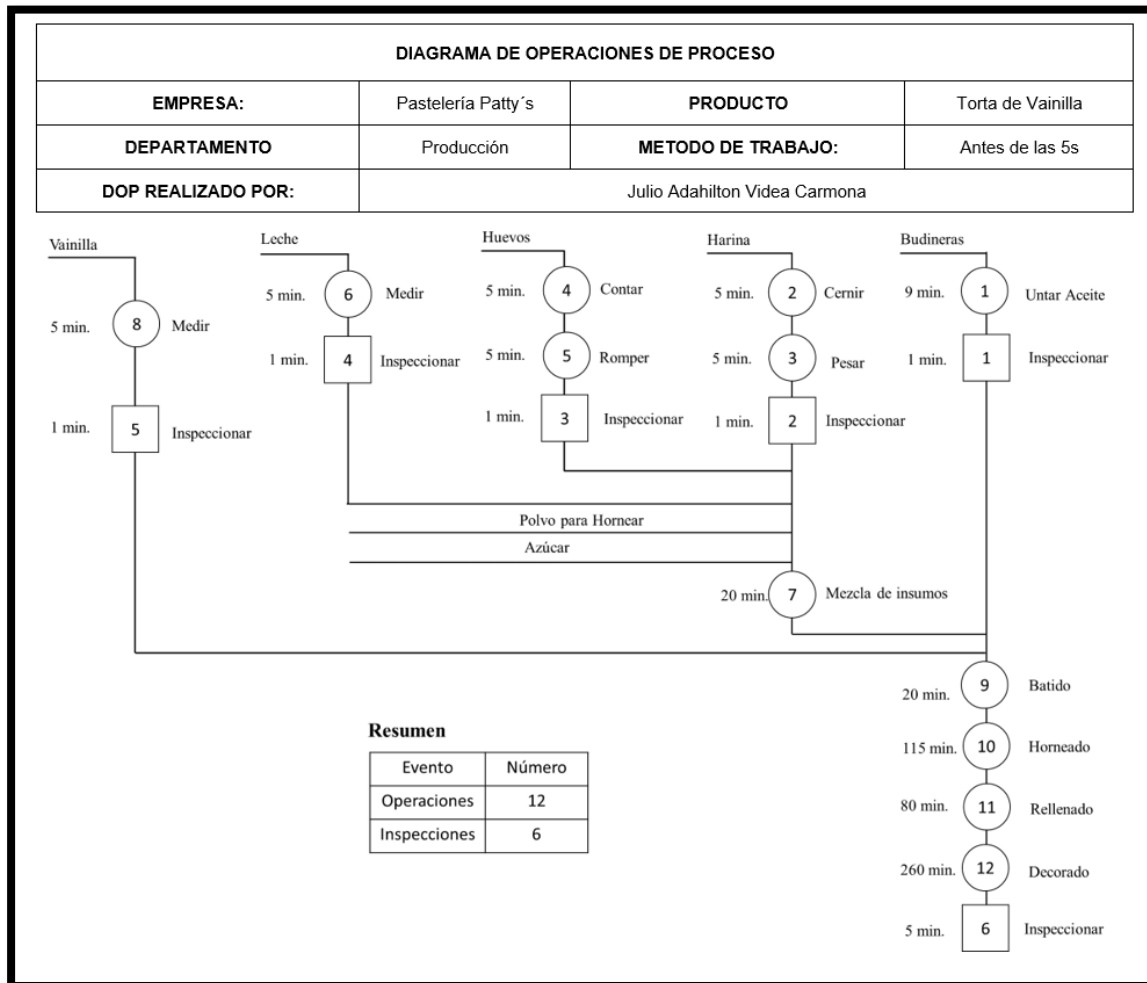 DIAGRAMA DE OPERACIONES DE PROCESO
EMPRESA: Pastelería Patty´s PRODUCTO Torta de Vainilla
DEPARTAMENTO Producción METODO DE TRABAJO: Antes de las 5s
DOP REALIZADO POR: Julio Adahilton Videa Carmona
Vainilla
5 min. 8 Medir
1 min. 5 Inspeccionar
Leche
5 min. 6 Medir
1 min. 4 Inspeccionar
Huevos
5 min. 4 Contar
5 min. 5 Romper
1 min. 3 Inspeccionar
Harina
5 min. 2 Cernir
5 min. 3 Pesar
1 min. 2 Inspeccionar
Budineras
9 min. 1 Untar Aceite
1 min. 1 Inspeccionar
Polvo para Hornear
Azúcar
20 min. 7 Mezcla de insumos
20 min. 9 Batido
115 min. 10 Horneado
80 min. 11 Rellenado
260 min. 12 Decorado
5 min. 6 Inspeccionar
Resumen
Evento Número
Operaciones 12
Inspecciones 6